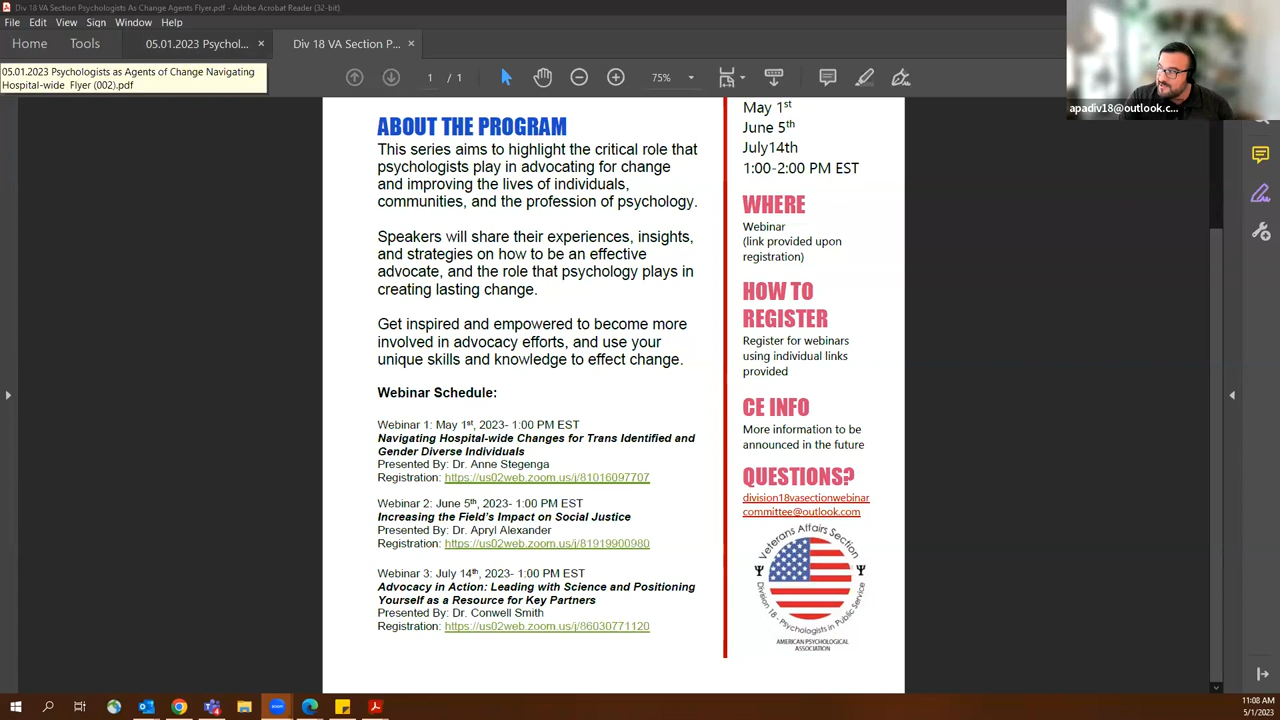 Div 18 VA Section Psychologists As Change Agents Flyer.pdf - Adobe Acrobat Reader (32-bit)
File Edit View Sign Window Help
Home Tools 05.01.2023 Psychol... × Div 18 VA Section P... ×
05.01.2023 Psychologists as Agents of Change Navigating
Hospital-wide Flyer (002).pdf
1 / 1 75%
apadiv18@outlook.c...
ABOUT THE PROGRAM
This series aims to highlight the critical role that
psychologists play in advocating for change
and improving the lives of individuals,
communities, and the profession of psychology.
Speakers will share their experiences, insights,
and strategies on how to be an effective
advocate, and the role that psychology plays in
creating lasting change.
Get inspired and empowered to become more
involved in advocacy efforts, and use your
unique skills and knowledge to effect change.
Webinar Schedule:
Webinar 1: May 1st, 2023- 1:00 PM EST
Navigating Hospital-wide Changes for Trans Identified and
Gender Diverse Individuals
Presented By: Dr. Anne Stegenga
Registration: https://us02web.zoom.us/j/81016097707
Webinar 2: June 5th, 2023- 1:00 PM EST
Increasing the Field's Impact on Social Justice
Presented By: Dr. Apryl Alexander
Registration: https://us02web.zoom.us/j/81919900980
Webinar 3: July 14th, 2023- 1:00 PM EST
Advocacy in Action: Leading with Science and Positioning
Yourself as a Resource for Key Partners
Presented By: Dr. Conwell Smith
Registration: https://us02web.zoom.us/j/86030771120
May 1st
June 5th
July14th
1:00-2:00 PM EST
WHERE
Webinar
(link provided upon
registration)
HOW TO
REGISTER
Register for webinars
using individual links
provided
CE INFO
More information to be
announced in the future
QUESTIONS?
division18vasectionwebinar
committee@outlook.com
Veterans Affairs Section
Ψ Ψ
Division 18 - Psychologists in Public Service
AMERICAN PSYCHOLOGICAL
ASSOCIATION
11:08 AM
5/1/2023